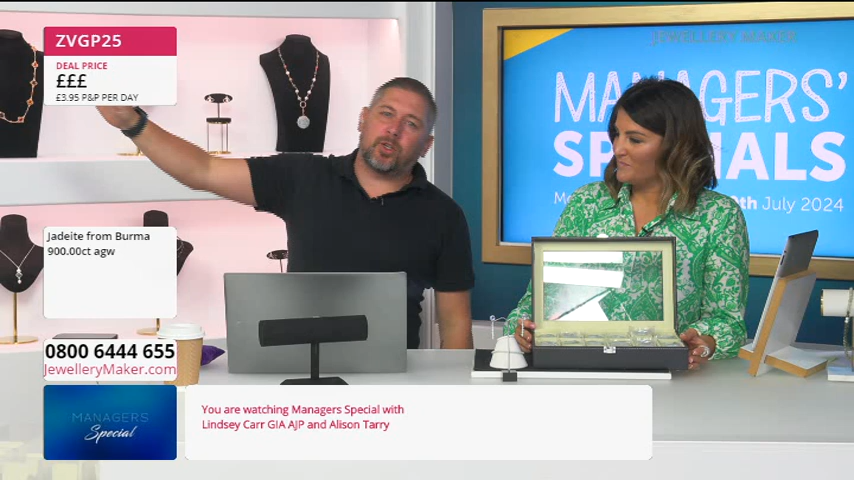 ZVGP25
DEAL PRICE
£££
£3.95 P&P PER DAY
JEWELLERY MAKER
MANAGERS'
SPECIALS
July 2024
Jadeite from Burma
900.00ct agw
0800 6444 655
JewelleryMaker.com
MANAGERS
Special
You are watching Managers Special with
Lindsey Carr GIA AJP and Alison Tarry